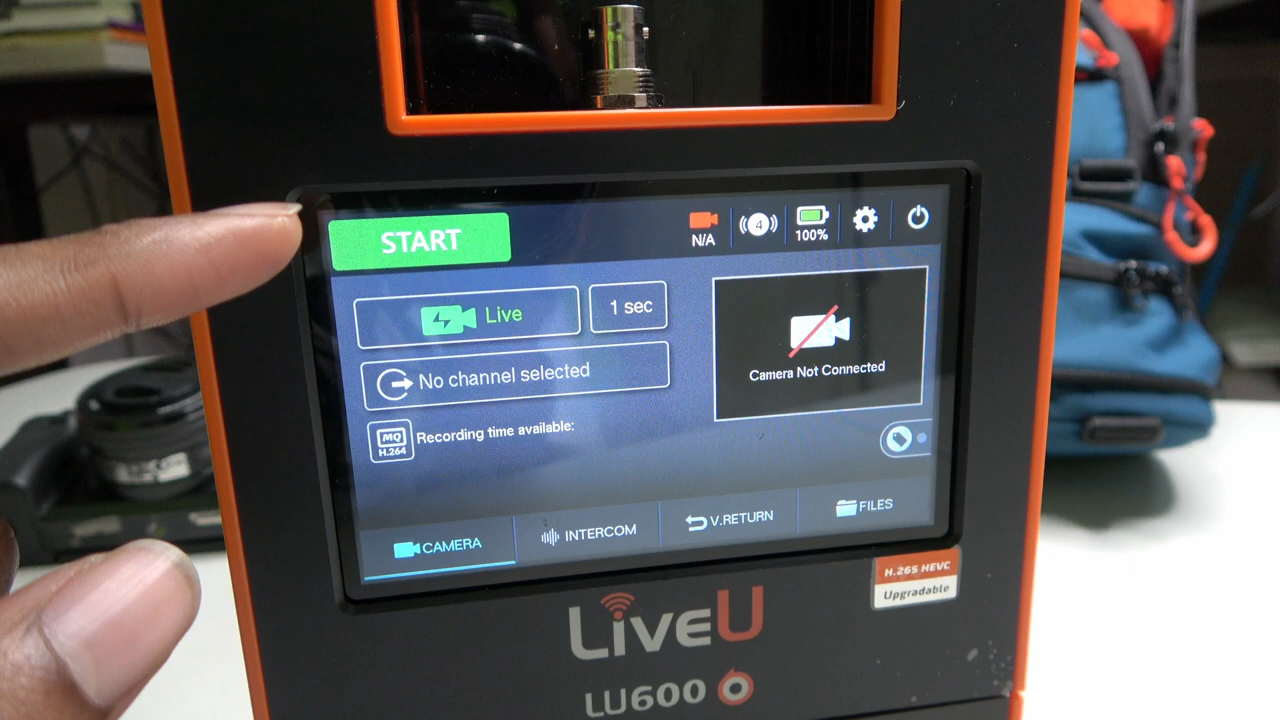 START
N/A
4
100%
Live
1 sec
No channel selected
Camera Not Connected
MQ
H.264
Recording time available:
CAMERA
INTERCOM
V.RETURN
FILES
H.265 HEVC
Upgradable
LIVEU
LU600